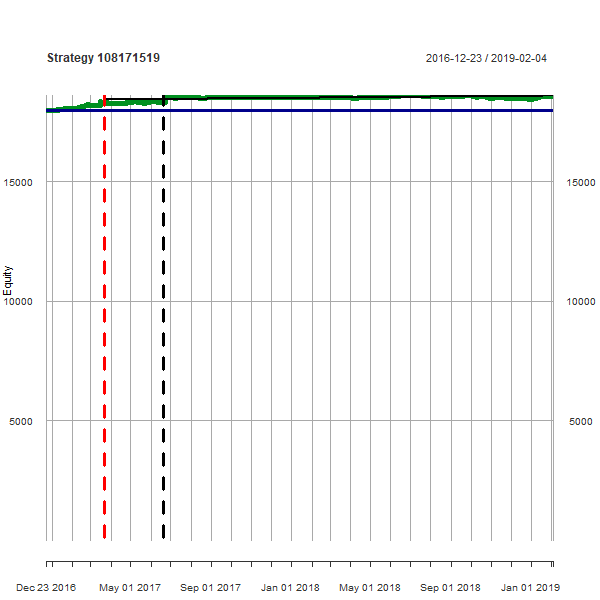 Strategy 108171519
2016-12-23 / 2019-02-04
15000
15000
Equity
10000
10000
5000
5000
Dec 23 2016
May 01 2017
Sep 01 2017
Jan 01 2018
May 01 2018
Sep 01 2018
Jan 01 2019